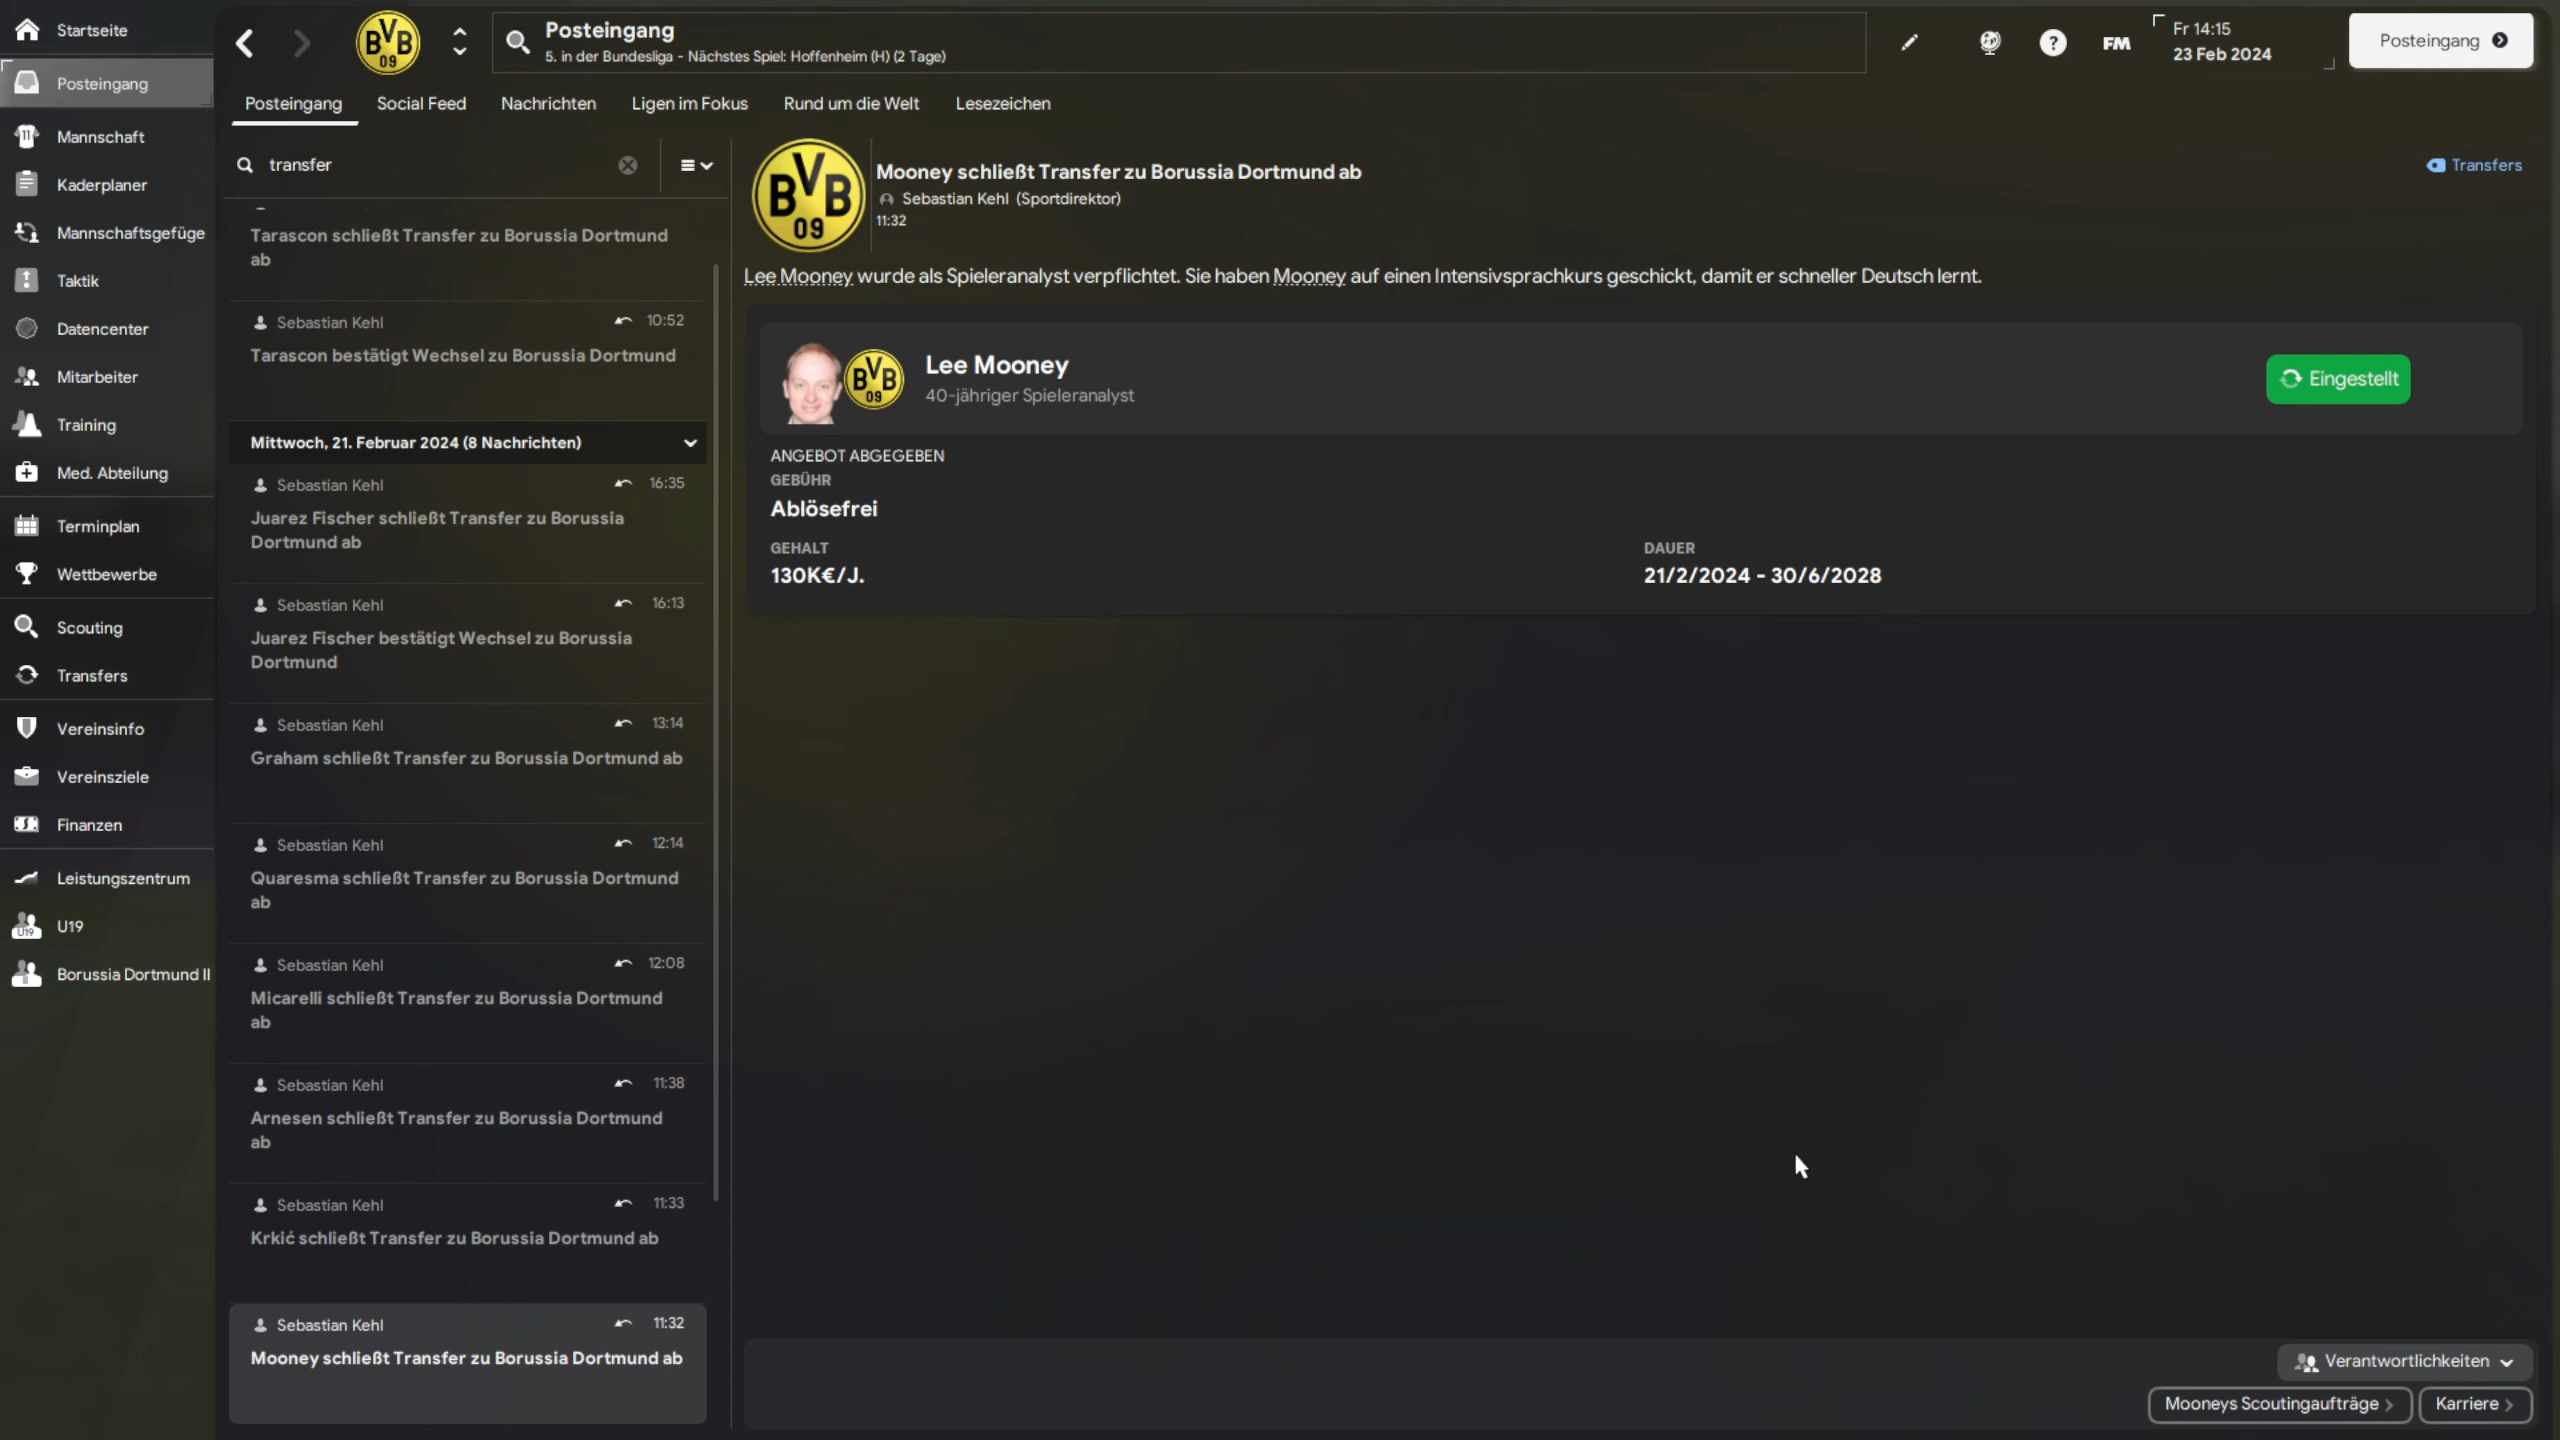 Startseite
Posteingang
Mannschaft
Kaderplaner
Mannschaftsgefüge
Taktik
Datencenter
Mitarbeiter
Training
Med. Abteilung
Terminplan
Wettbewerbe
Scouting
Transfers
Vereinsinfo
Vereinsziele
Finanzen
Leistungszentrum
U19
U19
Borussia Dortmund II
BVB 09
Posteingang
5. in der Bundesliga - Nächstes Spiel: Hoffenheim (H) (2 Tage)
?
FM
Fr 14:15
23 Feb 2024
Posteingang
Posteingang Social Feed Nachrichten Ligen im Fokus Rund um die Welt Lesezeichen
transfer
Tarascon schließt Transfer zu Borussia Dortmund
ab
Sebastian Kehl 10:52
Tarascon bestätigt Wechsel zu Borussia Dortmund
Mittwoch, 21. Februar 2024 (8 Nachrichten)
Sebastian Kehl 16:35
Juarez Fischer schließt Transfer zu Borussia
Dortmund ab
Sebastian Kehl 16:13
Juarez Fischer bestätigt Wechsel zu Borussia
Dortmund
Sebastian Kehl 13:14
Graham schließt Transfer zu Borussia Dortmund ab
Sebastian Kehl 12:14
Quaresma schließt Transfer zu Borussia Dortmund
ab
Sebastian Kehl 12:08
Micarelli schließt Transfer zu Borussia Dortmund
ab
Sebastian Kehl 11:38
Arnesen schließt Transfer zu Borussia Dortmund
ab
Sebastian Kehl 11:33
Krkić schließt Transfer zu Borussia Dortmund ab
Sebastian Kehl 11:32
Mooney schließt Transfer zu Borussia Dortmund ab
BVB 09
Mooney schließt Transfer zu Borussia Dortmund ab
Sebastian Kehl (Sportdirektor)
11:32
Transfers
Lee Mooney wurde als Spieleranalyst verpflichtet. Sie haben Mooney auf einen Intensivsprachkurs geschickt, damit er schneller Deutsch lernt.
BVB 09
Lee Mooney
40-jähriger Spieleranalyst
Eingestellt
ANGEBOT ABGEGEBEN
GEBÜHR
Ablösefrei
GEHALT DAUER
130K€/J. 21/2/2024 - 30/6/2028
Verantwortlichkeiten
Mooneys Scoutingaufträge Karriere